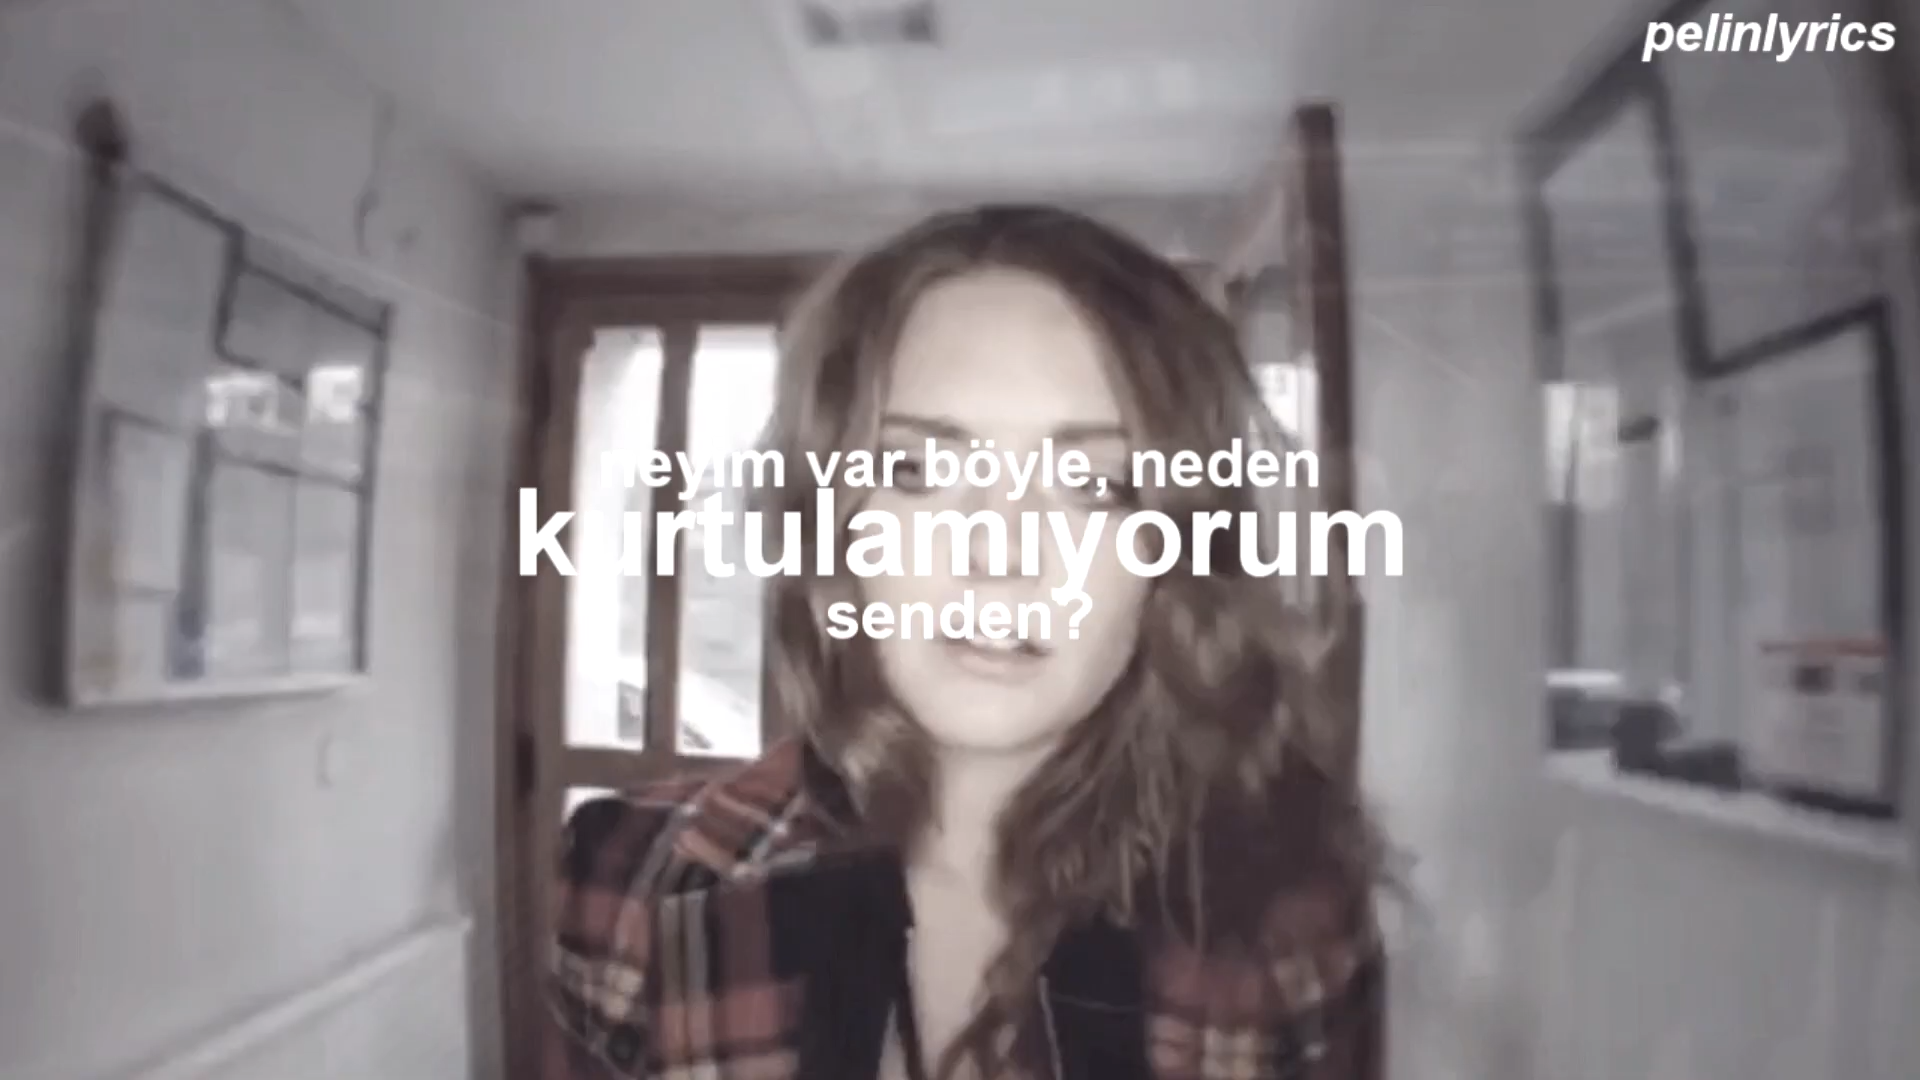 pelinlyrics
neyim var böyle, neden
kurtulamıyorum
senden?